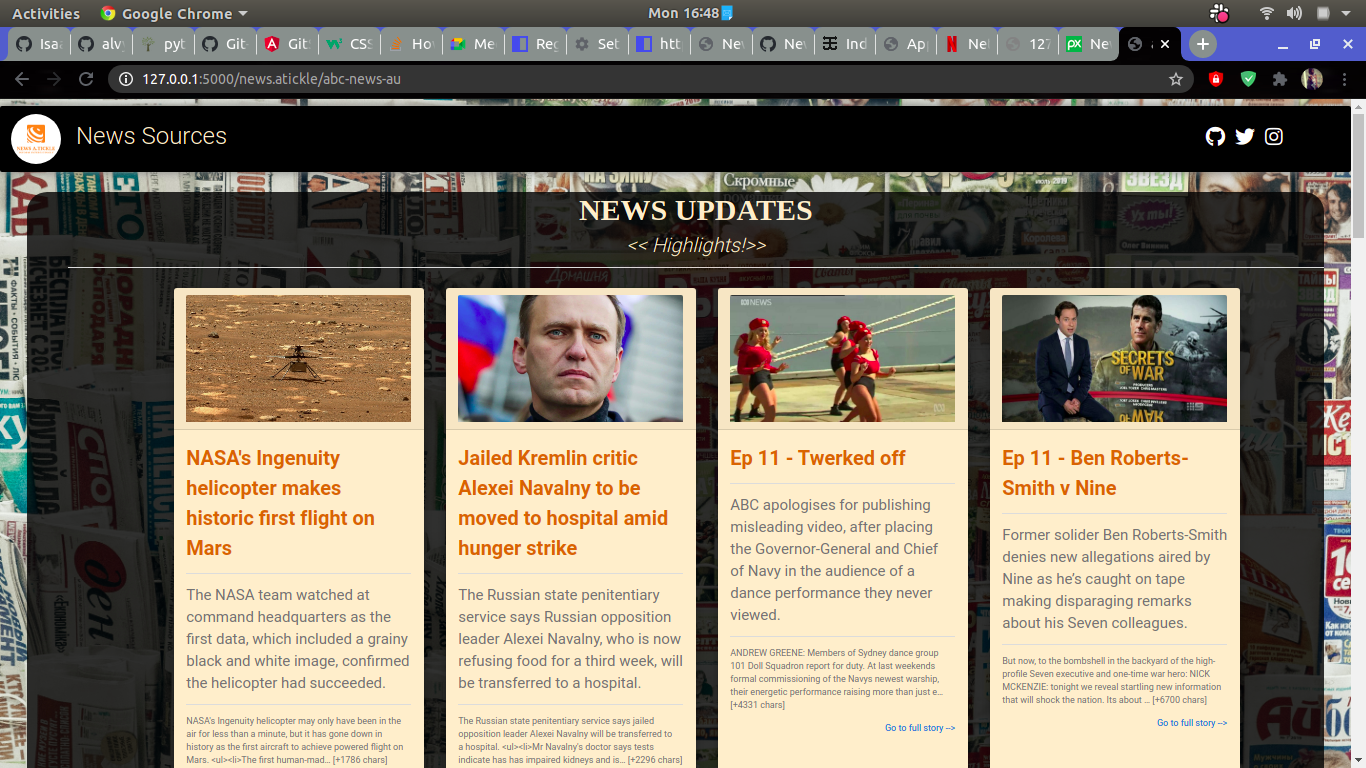 Activities
Google Chrome
Mon 16:48
Isa
alv
pyt
Git
Git
CSS
Ho
Me
Reg
Set
htt
Nev
Nev
Ind
App
Net
127
Nev
127.0.0.1:5000/news.atickle/abc-news-au
News Sources
NEWS UPDATES
<< Highlights!>>
NASA's Ingenuity
helicopter makes
historic first flight on
Mars
The NASA team watched at
command headquarters as the
first data, which included a grainy
black and white image, confirmed
the helicopter had succeeded.
NASA's Ingenuity helicopter may only have been in the
air for less than a minute, but it has gone down in
history as the first aircraft to achieve powered flight on
Mars. <ul><li>The first human-mad... [+1786 chars]
Jailed Kremlin critic
Alexei Navalny to be
moved to hospital amid
hunger strike
The Russian state penitentiary
service says Russian opposition
leader Alexei Navalny, who is now
refusing food for a third week, will
be transferred to a hospital.
The Russian state penitentiary service says jailed
opposition leader Alexei Navalny will be transferred to
a hospital. <ul><li>Mr Navalny's doctor says tests
indicate has has impaired kidneys and is... [+2296 chars]
NEWS
Ep 11 - Twerked off
ABC apologises for publishing
misleading video, after placing
the Governor-General and Chief
of Navy in the audience of a
dance performance they never
viewed.
ANDREW GREENE: Members of Sydney dance group
101 Doll Squadron report for duty. At last weekends
formal commissioning of the Navys newest warship,
their energetic performance raising more than just e…
[+4331 chars]
Go to full story -->
SECRETS
OF WAR
Ep 11 - Ben Roberts-
Smith v Nine
Former solider Ben Roberts-Smith
denies new allegations aired by
Nine as he's caught on tape
making disparaging remarks
about his Seven colleagues.
But now, to the bombshell in the backyard of the high-
profile Seven executive and one-time war hero: NICK
MCKENZIE: tonight we reveal startling new information
that will shock the nation. Its about … [+6700 chars]
Go to full story -->